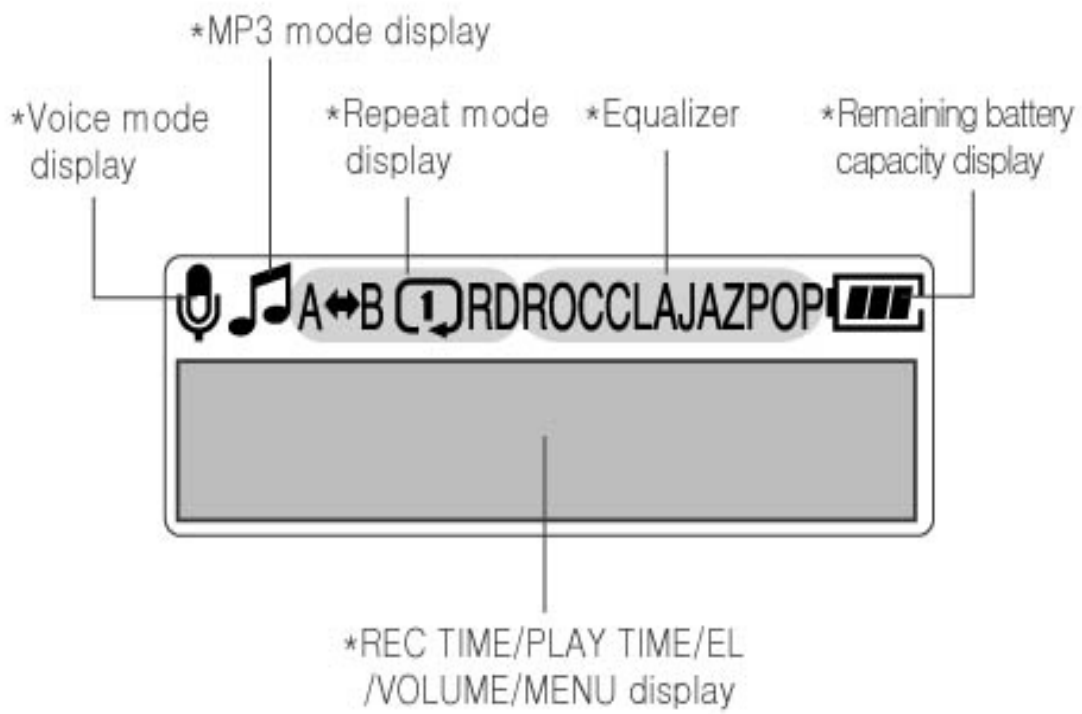 *MP3 mode display
*Voice mode
display
*Repeat mode
display
*Equalizer
*Remaining battery
capacity display
A⬌B 1 RDROCCLAJAZPOP
*REC TIME/PLAY TIME/EL
/VOLUME/MENU display